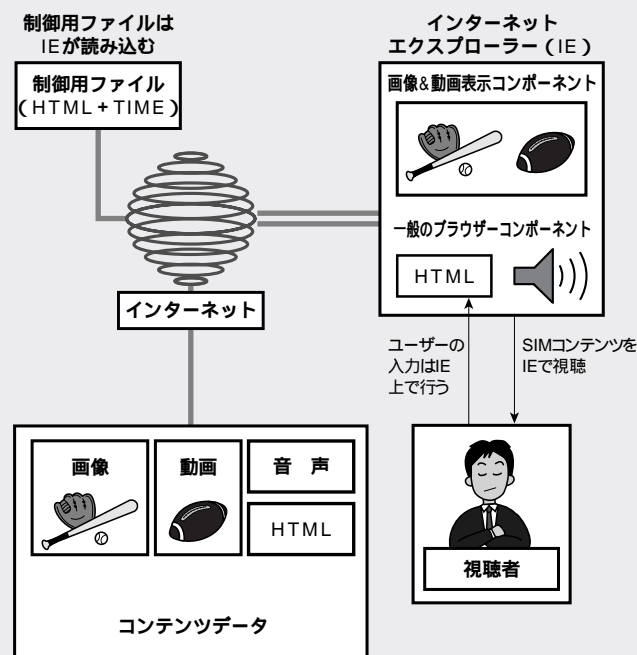 制御用ファイルは
IEが読み込む
制御用ファイル
(HTML+TIME)
インターネット
エクスプローラー(IE)
画像&動画表示コンポーネント
一般のブラウザーコンポーネント
HTML
インターネット
ユーザーの
入力はIE
上で行う
SIMコンテンツを
IEで視聴
画像
動画
音 声
HTML
コンテンツデータ
視聴者